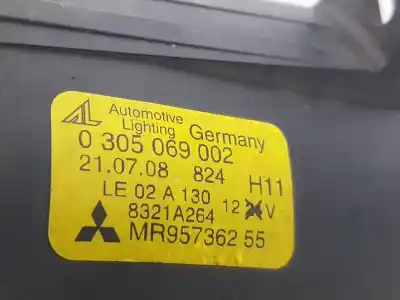 AL Automotive
Lighting Germany
0 305 069 002
21.07.08 824 H11
LE 02 A 130 12 V
8321A264
MR957362 55